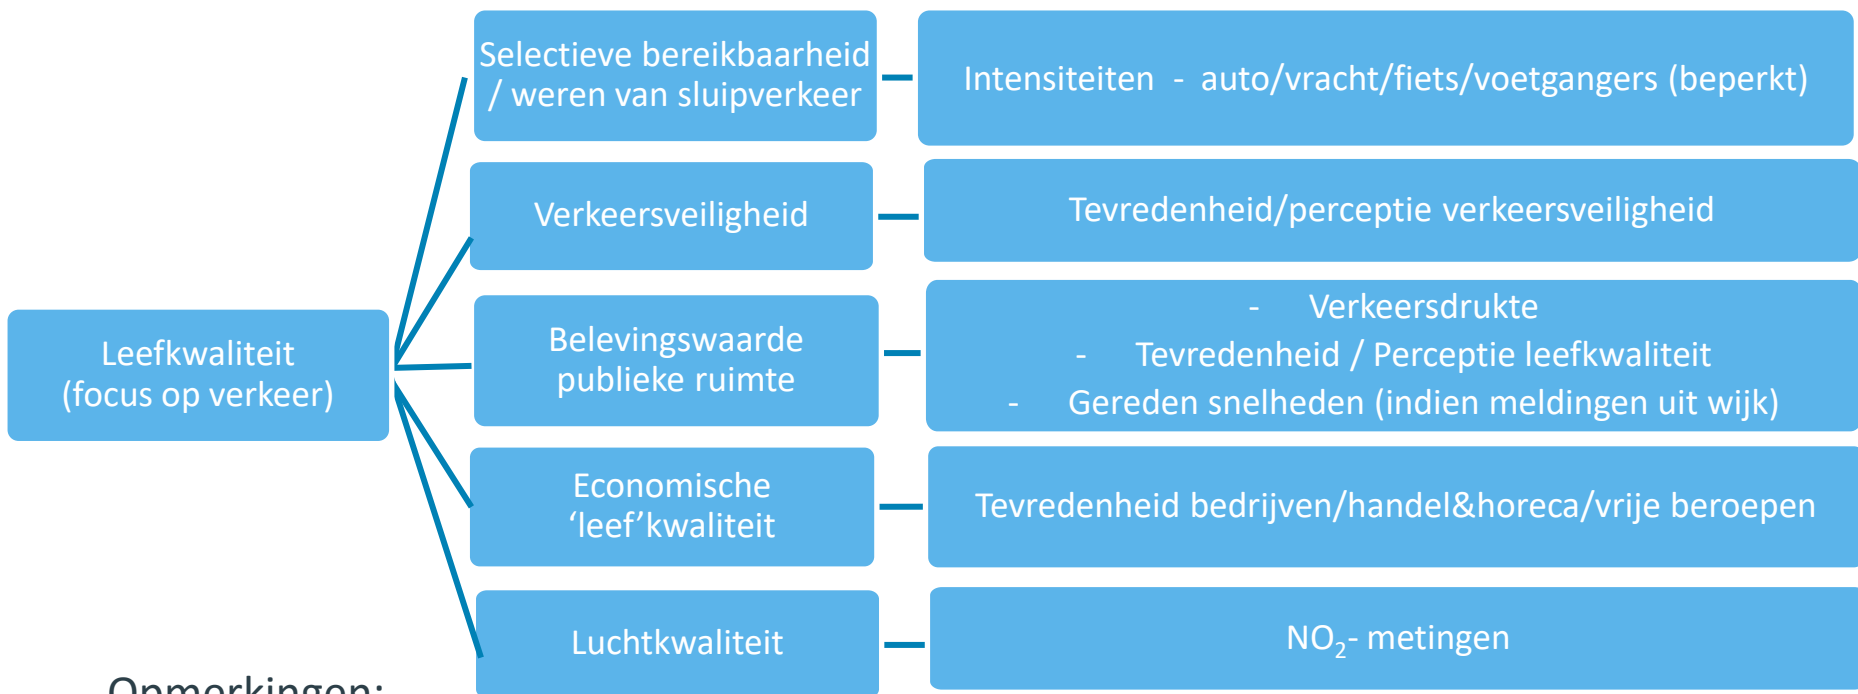 Selectieve bereikbaarheid
/ weren van sluipverkeer
Intensiteiten - auto/vracht/fiets/voetgangers (beperkt)
Verkeersveiligheid
Tevredenheid/perceptie verkeersveiligheid
Leefkwaliteit
(focus op verkeer)
Belevingswaarde
publieke ruimte
- Verkeersdrukte
- Tevredenheid / Perceptie leefkwaliteit
- Gereden snelheden (indien meldingen uit wijk)
Economische
‘leef’kwaliteit
Tevredenheid bedrijven/handel&horeca/vrije beroepen
Luchtkwaliteit
NO₂- metingen
Opmerkingen: